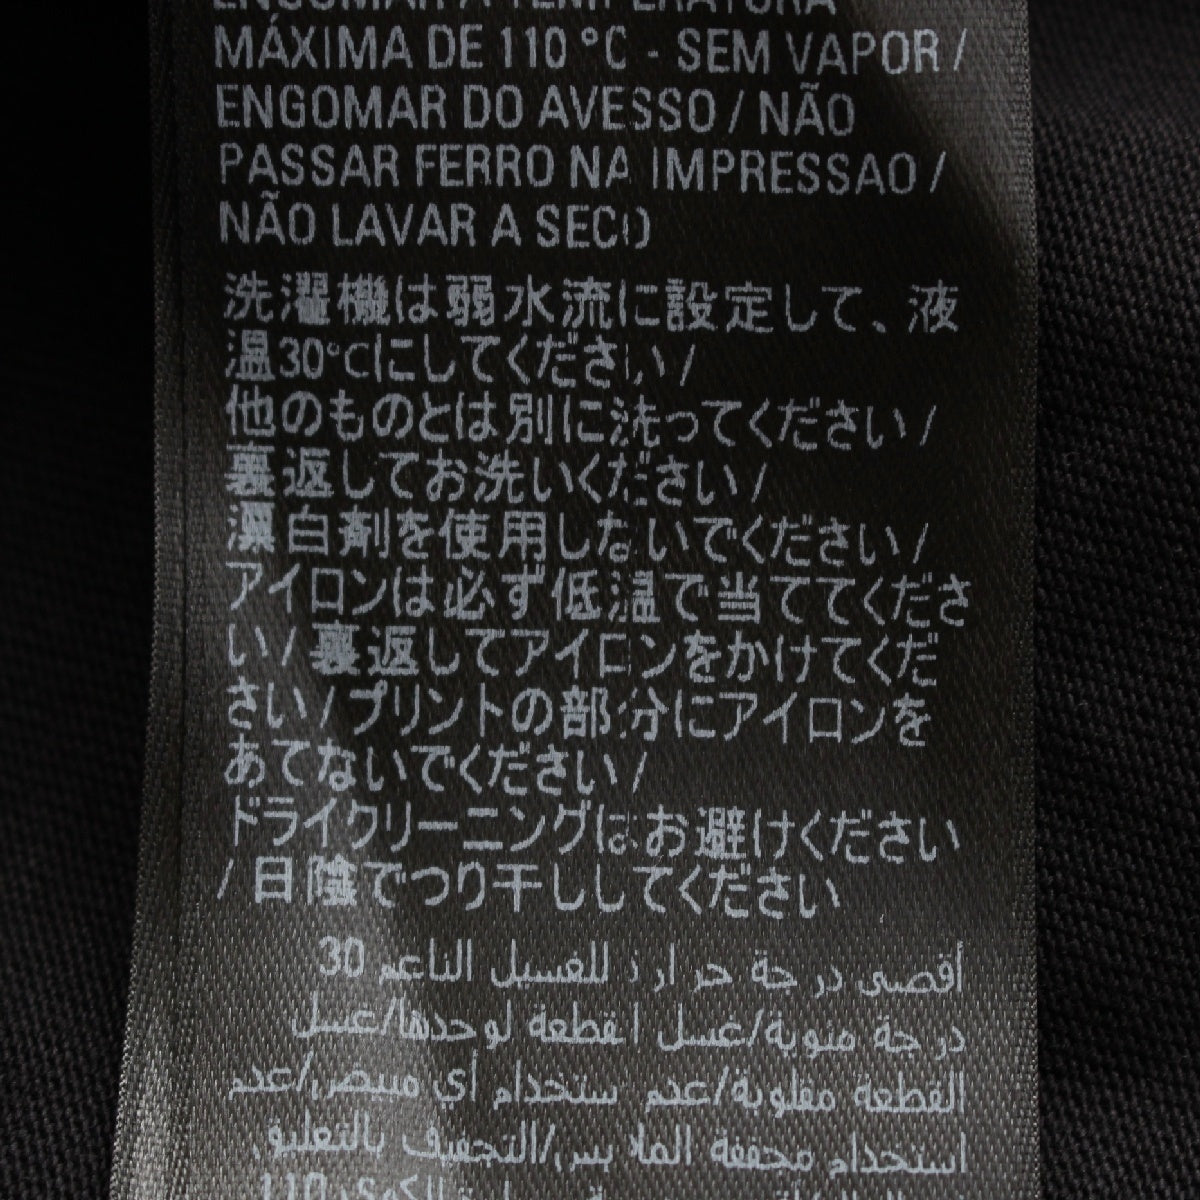 ENGOMAR A TEMPERATURA
MÁXIMA DE 110 °C - SEM VAPOR /
ENGOMAR DO AVESSO / NÃO
PASSAR FERRO NA IMPRESSAO /
NÃO LAVAR A SECO
洗濯機は弱水流に設定して、液
温30℃にしてください/
他のものとは別に洗ってください/
裏返してお洗いください/
漂白剤を使用しないでください/
アイロンは必ず低温で当ててくださ
い/裏返してアイロンをかけてくだ
さい/プリントの部分にアイロンを
あてないでください/
ドライクリーニングはお避けください
/日陰でつり干ししてください
أقصى درجة حرارة للغسيل الناعم 30
درجة مئوية/غسل القطعة لوحدها/غسل
القطعة مقلوبة/عدم ستخدام أي مبيض/عدم
استخدام مجففة الملابس/التجفيف بالتعليق
110